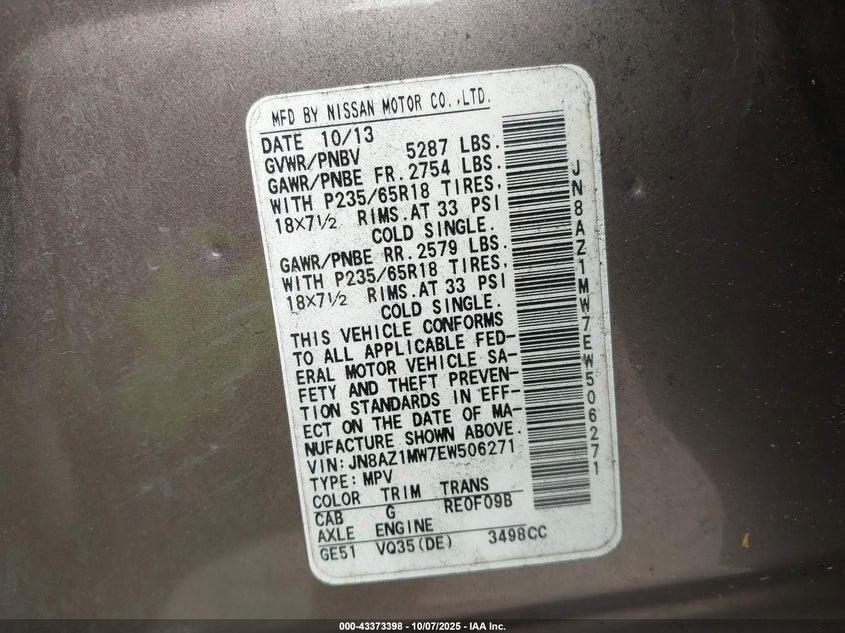 MFD BY NISSAN MOTOR CO.,LTD.
DATE 10/13
GVWR/PNBV 5287 LBS.
GAWR/PNBE FR.2754 LBS.
WITH P235/65R18 TIRES,
18X7½ RIMS.AT 33 PSI
COLD SINGLE.
GAWR/PNBE RR.2579 LBS.
WITH P235/65R18 TIRES,
18X7½ RIMS.AT 33 PSI
COLD SINGLE.
THIS VEHICLE CONFORMS
TO ALL APPLICABLE FED-
ERAL MOTOR VEHICLE SA-
FETY AND THEFT PREVEN-
TION STANDARDS IN EFF-
ECT ON THE DATE OF MA-
NUFACTURE SHOWN ABOVE.
VIN:JN8AZ1MW7EW506271
TYPE:MPV
COLOR TRIM TRANS
CAB G RE0F09B
AXLE ENGINE
GE51 VQ35(DE) 3498CC
JN8AZ1MW7EW506271
000-43373398 - 10/07/2025 - IAA Inc.